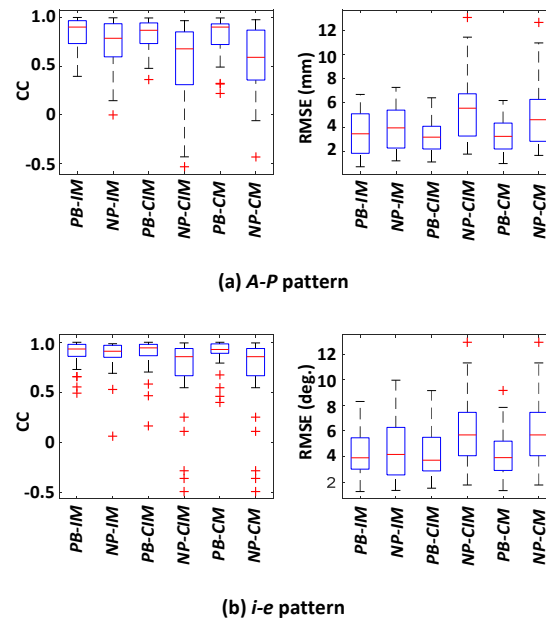 1.0
0.5
0
-0.5
CC
PB-IM
NP-IM
PB-CIM
NP-CIM
PB-CM
NP-CM
12
10
8
6
4
2
RMSE (mm)
PB-IM
NP-IM
PB-CIM
NP-CIM
PB-CM
NP-CM
(a) A-P pattern
1.0
0.5
0
-0.5
CC
PB-IM
NP-IM
PB-CIM
NP-CIM
PB-CM
NP-CM
12
10
8
6
4
2
RMSE (deg.)
PB-IM
NP-IM
PB-CIM
NP-CIM
PB-CM
NP-CM
(b) i-e pattern